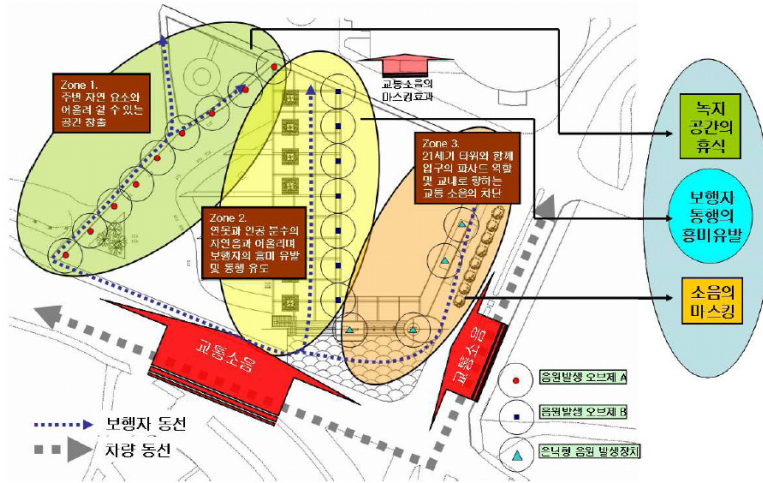 Zone 1.
주변 자연 요소와
어울려 쉴 수 있는
공간 창출
교통소음의
마스킹효과
Zone 3.
21세기 타워와 함께
입구의 파사드 역할
및 교내로 향하는
교통 소음의 차단
Zone 2.
연못과 인공 분수의
자연음과 어울리며
보행자의 흥미 유발
및 동행 유도
녹지
공간의
휴식
보행자
동행의
흥미유발
소음의
마스킹
교통소음
교통소음
음원발생 오브제 A
음원발생 오브제 B
은닉형 음원 발생장치
보행자 동선
차량 동선